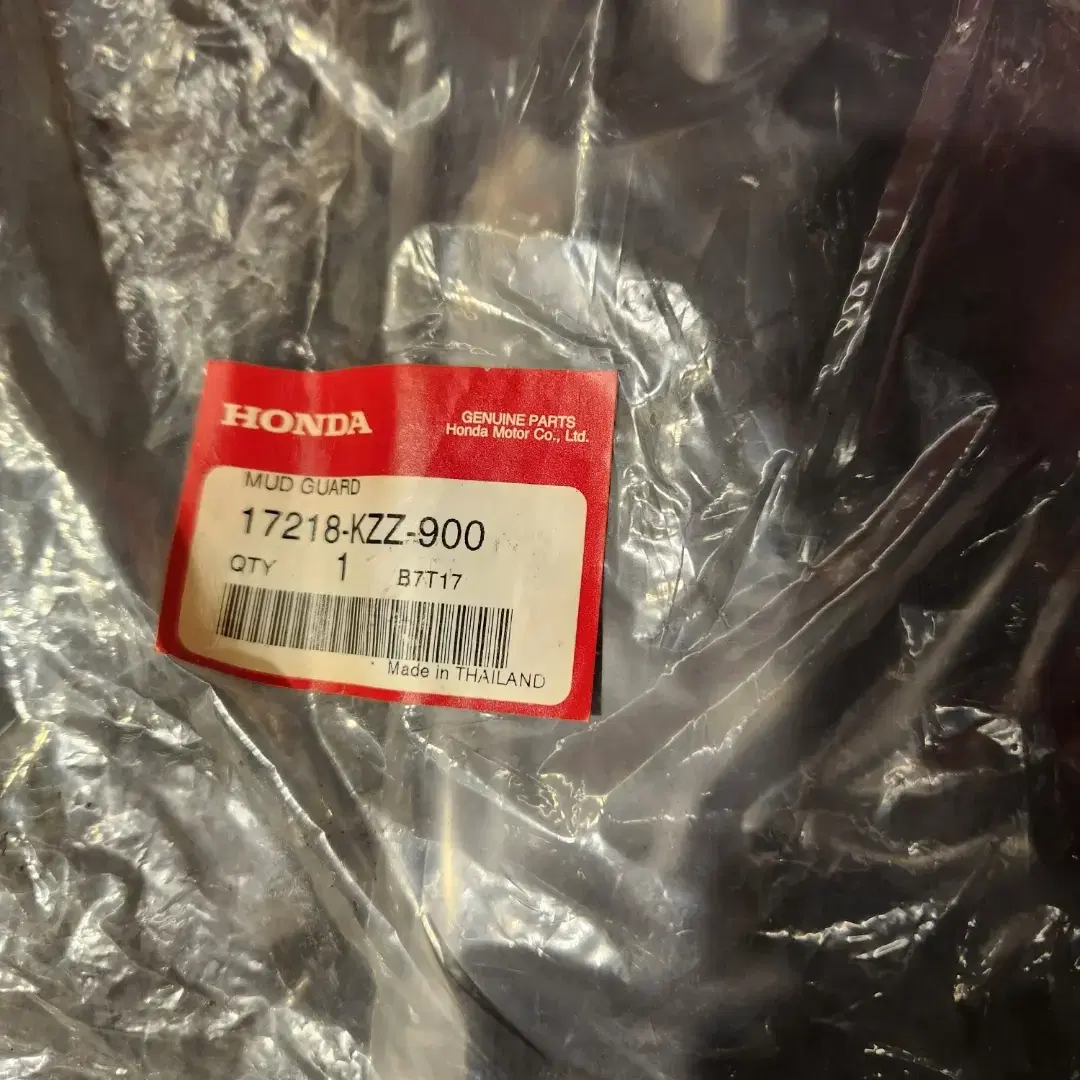 HONDA
GENUINE PARTS
Honda Motor Co., Ltd.
MUD GUARD
17218-KZZ-900
QTY 1 B7T17
Made in THAILAND